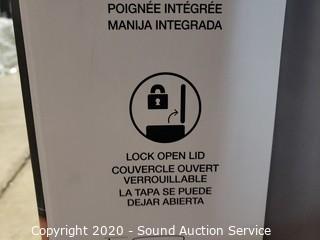 POIGNÉE INTÉGRÉE
MANIJA INTEGRADA
LOCK OPEN LID
COUVERCLE OUVERT
VERROUILLABLE
LA TAPA SE PUEDE
DEJAR ABIERTA
Copyright 2020 - Sound Auction Service